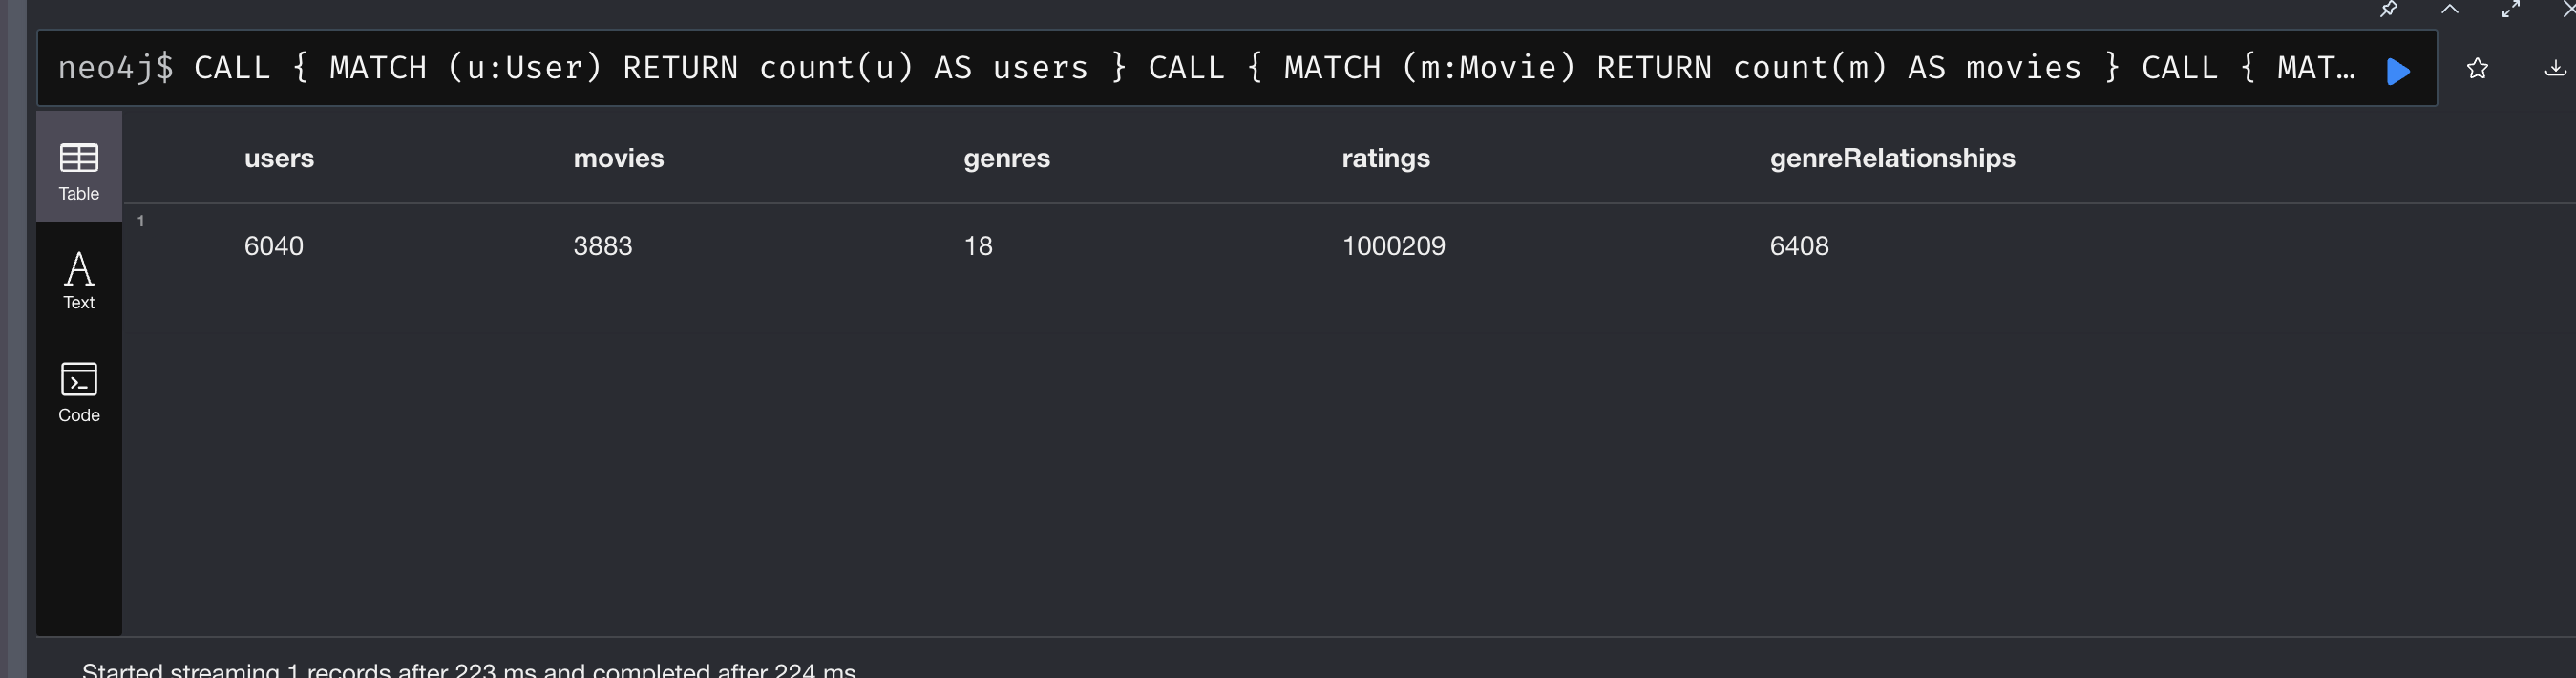 neo4j$ CALL { MATCH (u:User) RETURN count(u) AS users } CALL { MATCH (m:Movie) RETURN count(m) AS movies } CALL { MAT…
Table
users movies genres ratings genreRelationships
1
6040 3883 18 1000209 6408
A
Text
>_
Code
Started streaming 1 records after 223 ms and completed after 224 ms